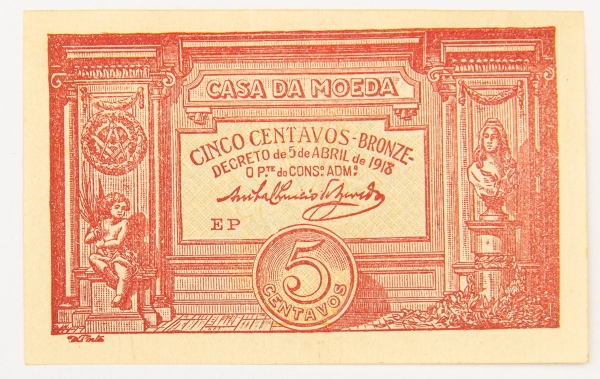 CASA DA MOEDA
CINCO CENTAVOS-BRONZE-
DECRETO de 5 de ABRIL de 1918
O P.TE do CONS.º ADM.º
EP
5
CENTAVOS